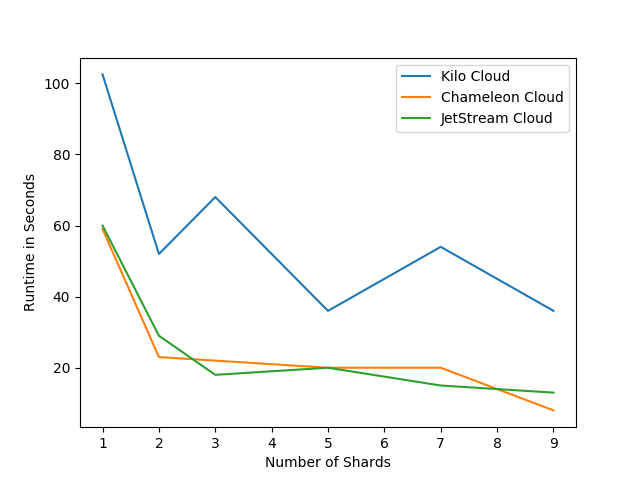 Kilo Cloud
Chameleon Cloud
JetStream Cloud
100
80
60
40
20
Runtime in Seconds
1 2 3 4 5 6 7 8 9
Number of Shards